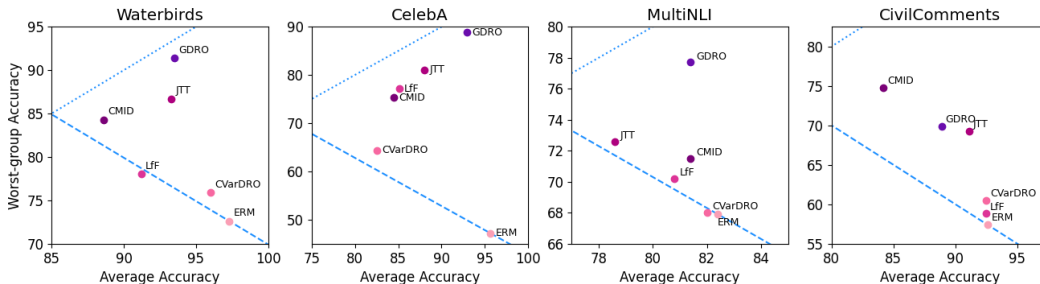 Waterbirds
Worst-group Accuracy
95
90
85
80
75
70
GDRO
JTT
CMID
LfF
CVarDRO
ERM
85 90 95 100
Average Accuracy
CelebA
90
80
70
60
50
GDRO
JTT
LfF
CMID
CVarDRO
ERM
75 80 85 90 95 100
Average Accuracy
MultiNLI
80
78
76
74
72
70
68
66
GDRO
JTT
CMID
LfF
CVarDRO
ERM
78 80 82 84
Average Accuracy
CivilComments
80
75
70
65
60
55
CMID
GDRO
JTT
CVarDRO
LfF
ERM
80 85 90 95
Average Accuracy